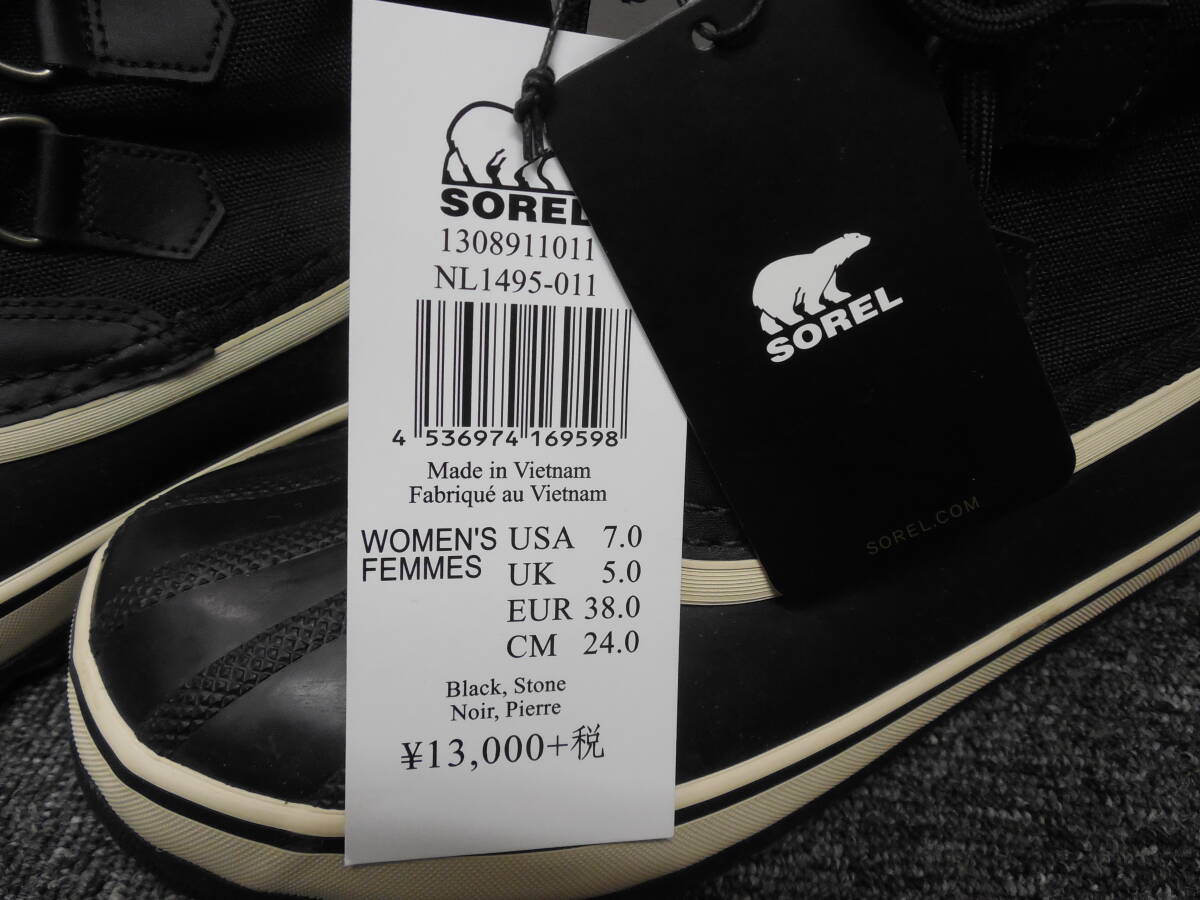 SOREL
1308911011
NL1495-011
4 536974 169598
Made in Vietnam
Fabriqué au Vietnam
WOMEN'S
FEMMES
USA 7.0
UK 5.0
EUR 38.0
CM 24.0
Black, Stone
Noir, Pierre
¥13,000+税
SOREL
SOREL.COM